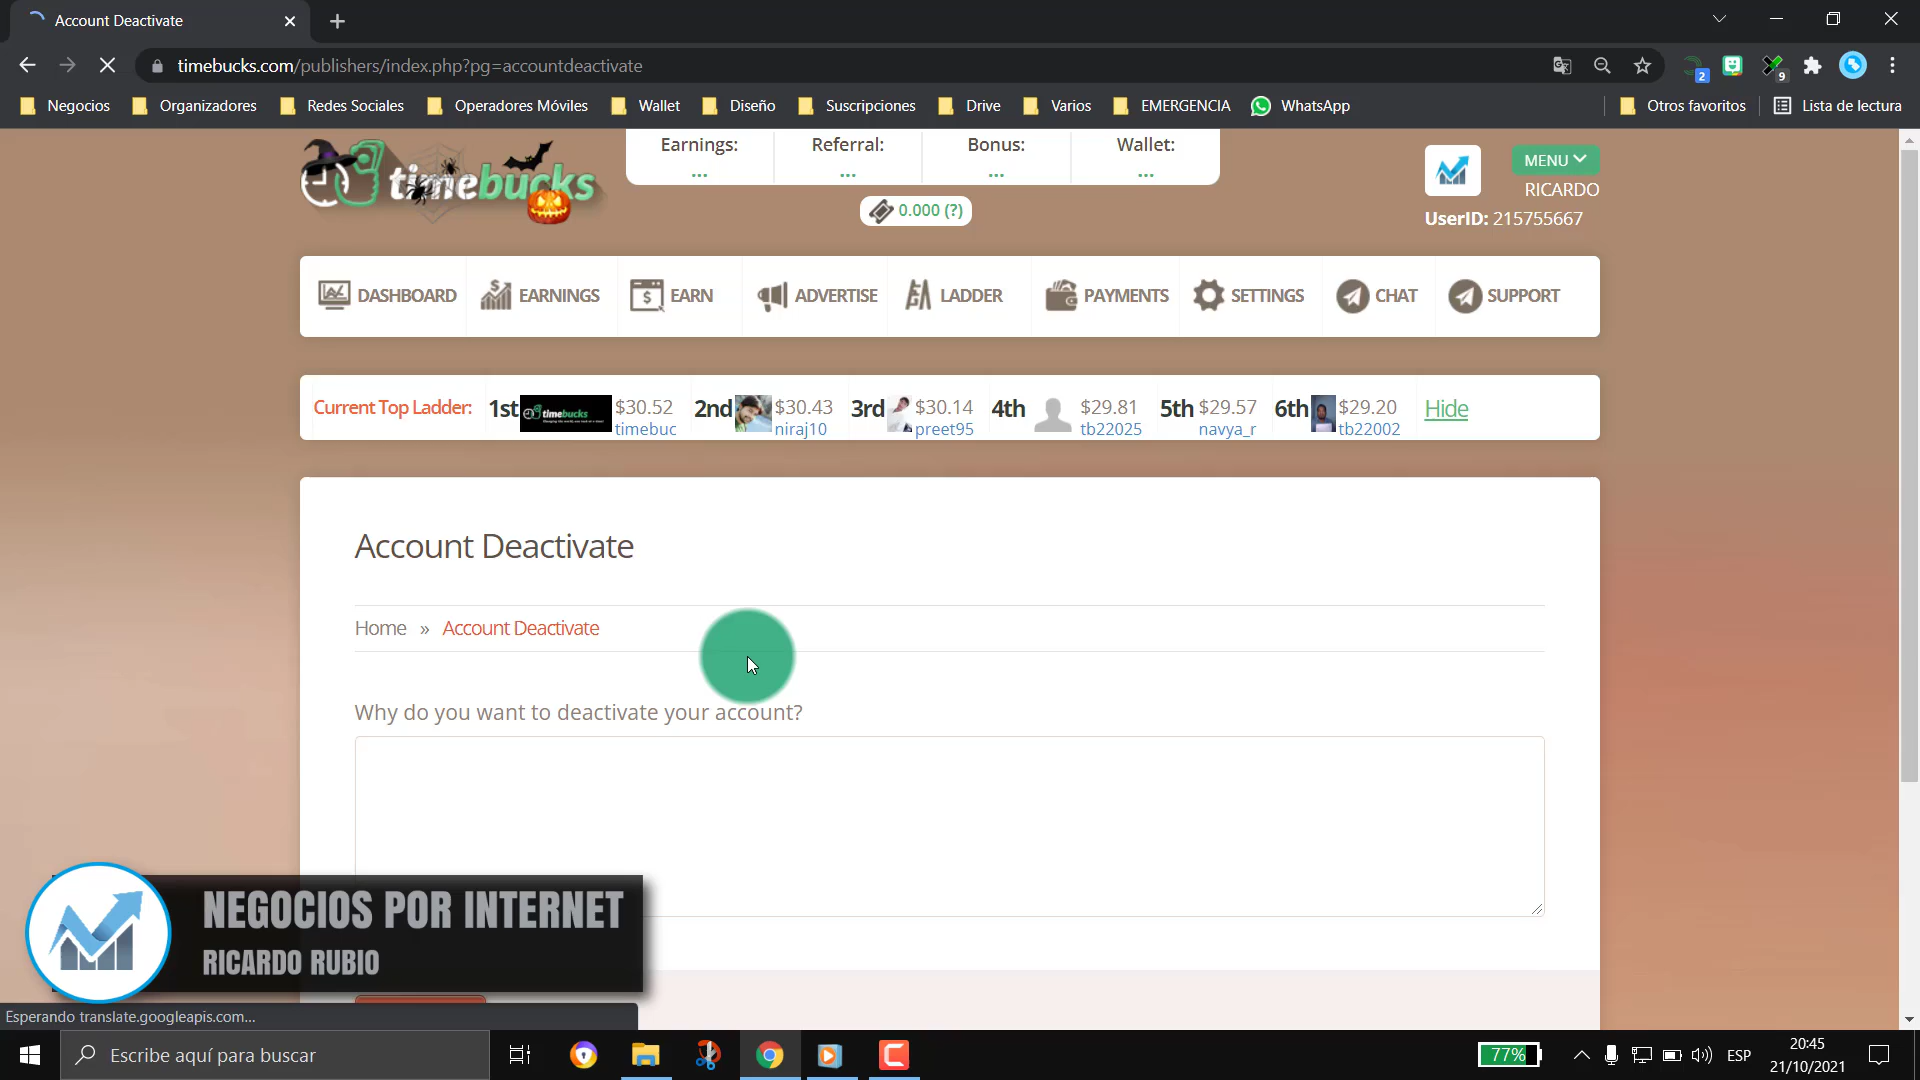 Account Deactivate
timebucks.com/publishers/index.php?pg=accountdeactivate
2
9
Negocios
Organizadores
Redes Sociales
Operadores Móviles
Wallet
Diseño
Suscripciones
Drive
Varios
EMERGENCIA
WhatsApp
Otros favoritos
Lista de lectura
timebucks
Earnings:
...
Referral:
...
Bonus:
...
Wallet:
...
0.000 (?)
MENU
RICARDO
UserID: 215755667
DASHBOARD
EARNINGS
EARN
ADVERTISE
LADDER
PAYMENTS
SETTINGS
CHAT
SUPPORT
Current Top Ladder:
1st
timebucks
$30.52
timebuc
2nd
$30.43
niraj10
3rd
$30.14
preet95
4th
$29.81
tb22025
5th
$29.57
navya_r
6th
$29.20
tb22002
Hide
Account Deactivate
Home » Account Deactivate
Why do you want to deactivate your account?
NEGOCIOS POR INTERNET
RICARDO RUBIO
Esperando translate.googleapis.com...
Escribe aquí para buscar
77%
ESP
20:45
21/10/2021